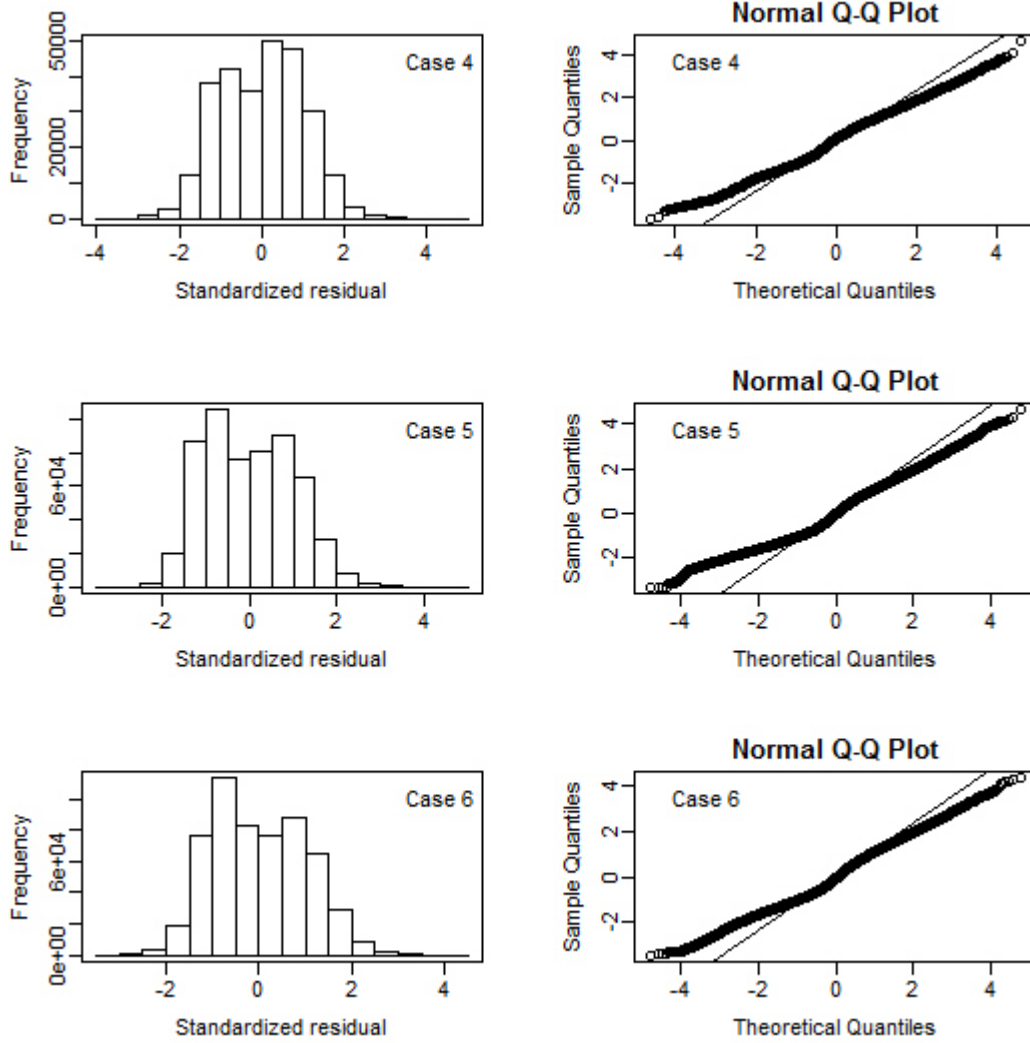 Normal Q-Q Plot
Frequency
0 20000 50000
Case 4
-4 -2 0 2 4
Standardized residual
Sample Quantiles
-2 0 2 4
Case 4
-4 -2 0 2 4
Theoretical Quantiles
Normal Q-Q Plot
Frequency
0e+00 6e+04
Case 5
-2 0 2 4
Standardized residual
Sample Quantiles
-2 0 2 4
Case 5
-4 -2 0 2 4
Theoretical Quantiles
Normal Q-Q Plot
Frequency
0e+00 6e+04
Case 6
-2 0 2 4
Standardized residual
Sample Quantiles
-2 0 2 4
Case 6
-4 -2 0 2 4
Theoretical Quantiles